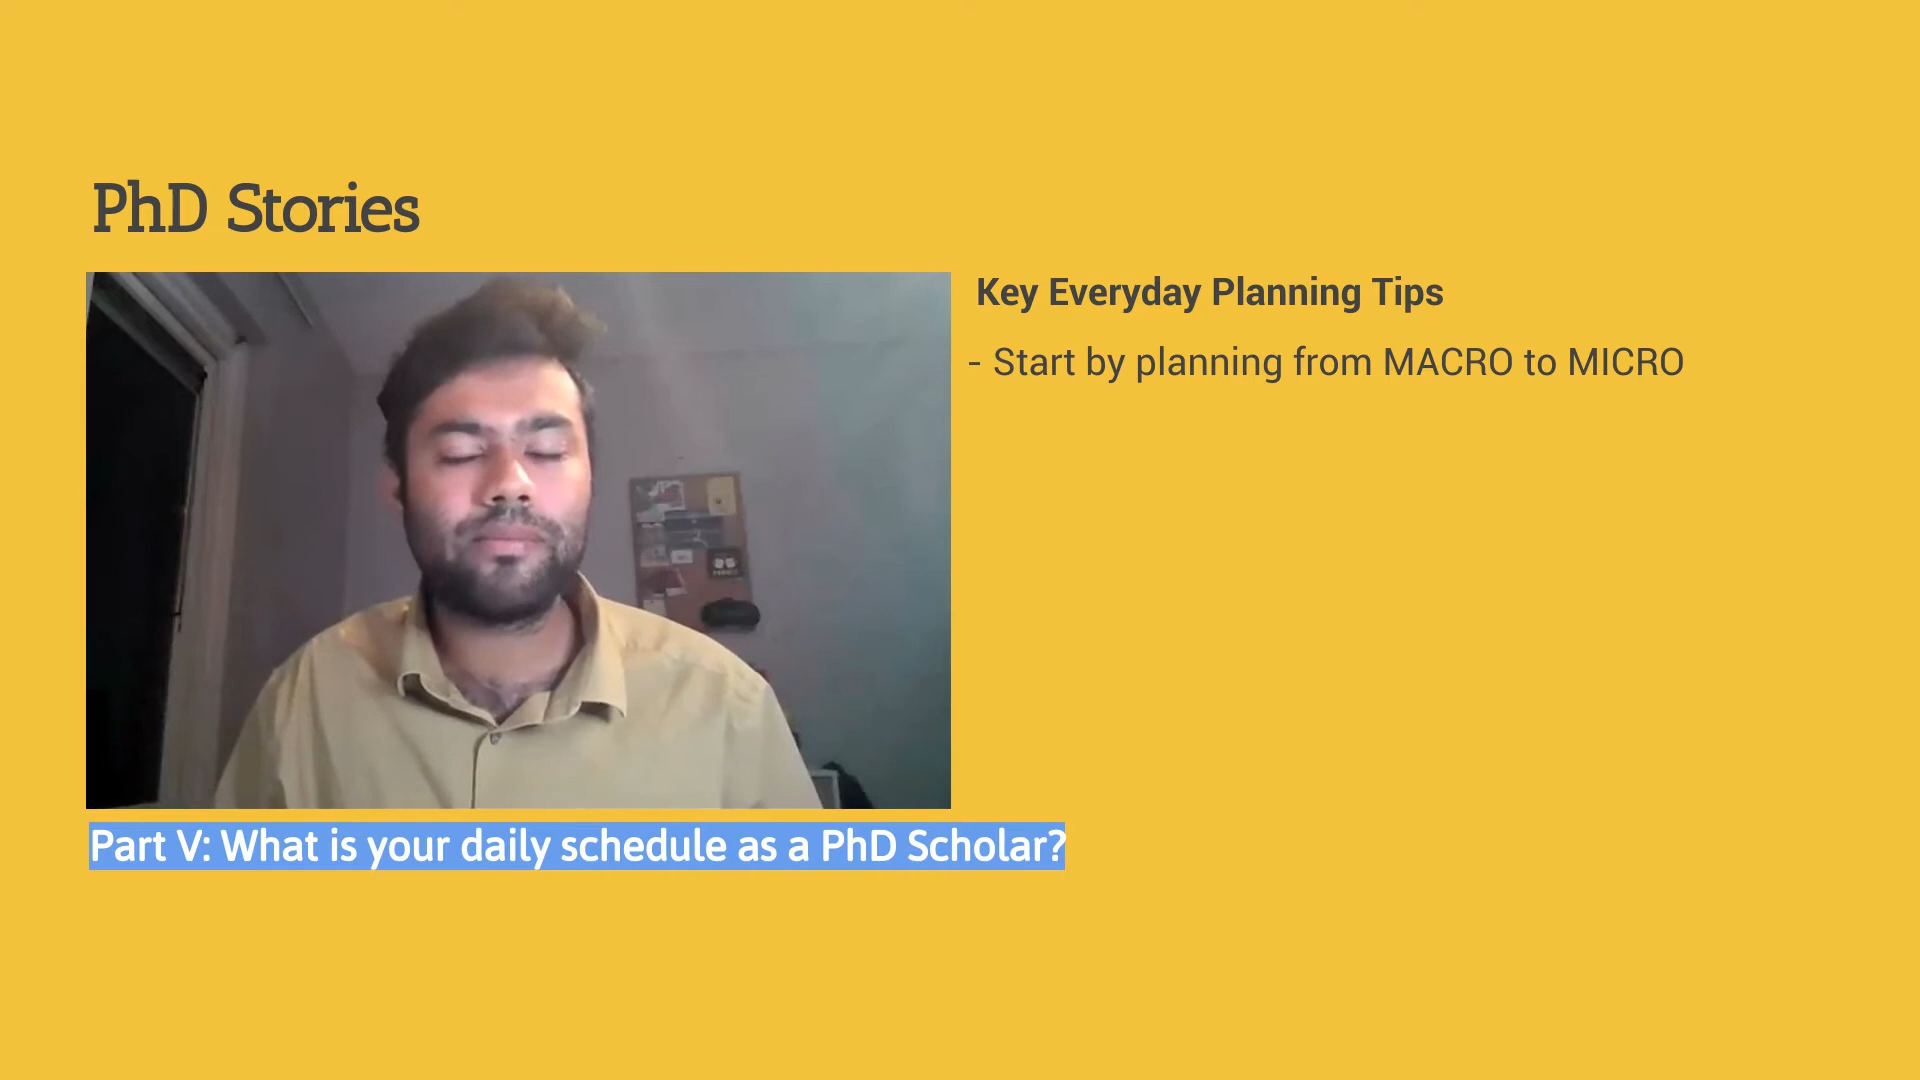 PhD Stories
Key Everyday Planning Tips
- Start by planning from MACRO to MICRO
Part V: What is your daily schedule as a PhD Scholar?